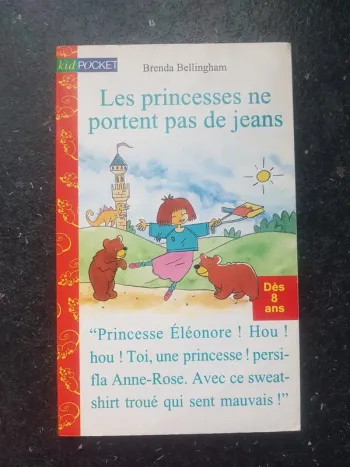 kid POCKET
Brenda Bellingham
Les princesses ne
portent pas de jeans
Dès
8
ans
“Princesse Éléonore ! Hou !
hou ! Toi, une princesse ! persi-
fla Anne-Rose. Avec ce sweat-
shirt troué qui sent mauvais !”